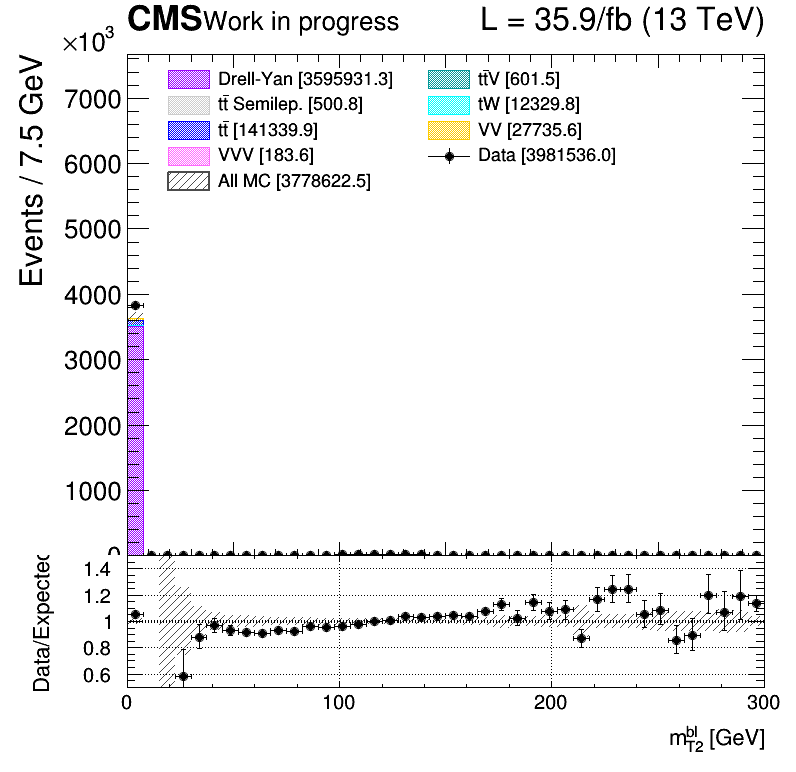 CMS Work in progress L = 35.9/fb (13 TeV)
×10³
Events / 7.5 GeV
7000
6000
5000
4000
3000
2000
1000
0
Drell-Yan [3595931.3]
tt̄ Semilep. [500.8]
tt̄ [141339.9]
VVV [183.6]
All MC [3778622.5]
tt̄V [601.5]
tW [12329.8]
VV [27735.6]
Data [3981536.0]
Data/Expected
1.4
1.2
1
0.8
0.6
0 100 200 300
m_{T2}^{bl} [GeV]